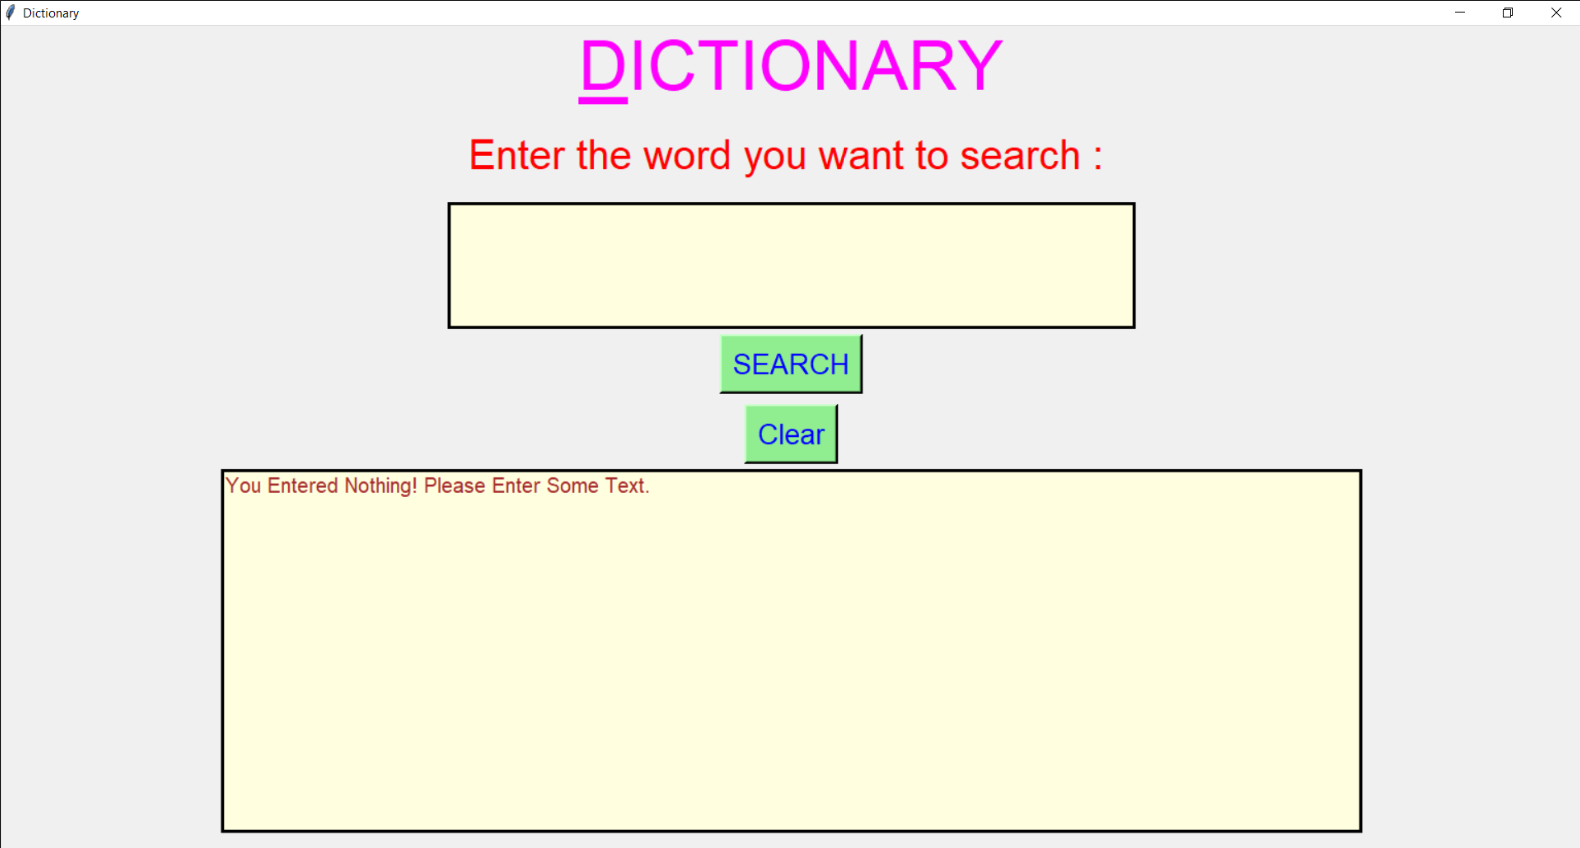 Dictionary
DICTIONARY
Enter the word you want to search :
SEARCH
Clear
You Entered Nothing! Please Enter Some Text.